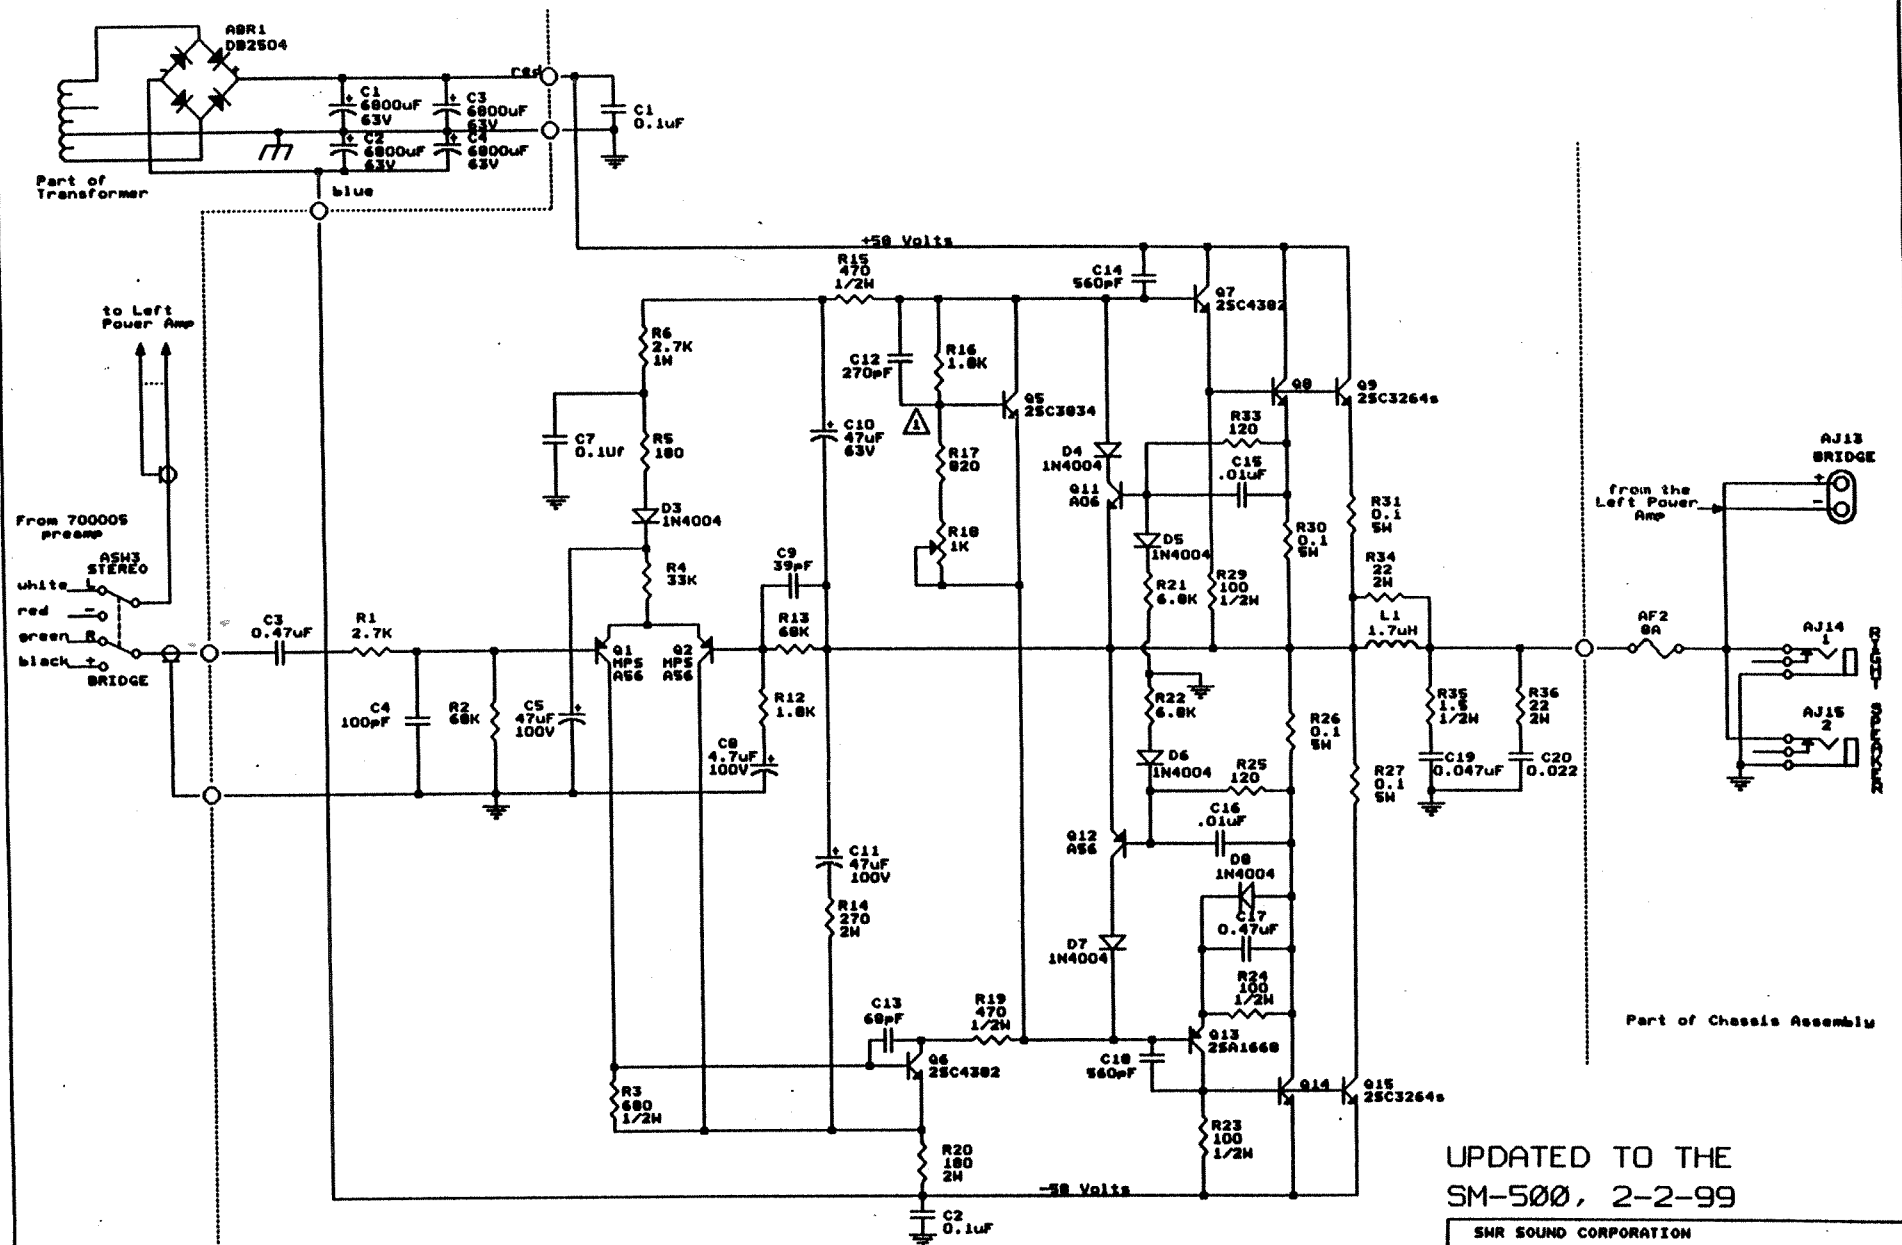 ABR1
DB2504
red
C1
6800uF
63V
C3
6800uF
63V
C2
6800uF
63V
C4
6800uF
63V
C1
0.1uF
Part of
Transformer
blue
+50 Volts
to Left
Power Amp
R15
470
1/2W
C14
560pF
Q7
2SC4382
R6
2.7K
1W
C12
270pF
R16
1.8K
Q5
2SC3834
1
Q8
Q9
2SC3264s
C7
0.1Uf
R5
180
C10
47uF
63V
R17
820
D4
1N4004
R33
120
C15
.01uF
Q11
A06
AJ13
BRIDGE
+
-
from the
Left Power
Amp
D3
1N4004
R18
1K
D5
1N4004
R30
0.1
5W
R31
0.1
5W
From 700005
preamp
ASW3
STEREO
white L
red -
green R
black +
BRIDGE
R4
33K
C9
39pF
R21
6.8K
R29
100
1/2W
R34
22
2W
C3
0.47uF
R1
2.7K
Q1
MPS
A56
Q2
MPS
A56
R13
68K
L1
1.7uH
AF2
8A
AJ14
1
RIGHT SPEAKER
C4
100pF
R2
68K
C5
47uF
100V
R12
1.8K
R22
6.8K
R26
0.1
5W
R35
1.5
1/2W
R36
22
2W
AJ15
2
C8
4.7uF
100V
D6
1N4004
R25
120
R27
0.1
5W
C19
0.047uF
C20
0.022
C16
.01uF
C11
47uF
100V
Q12
A56
D8
1N4004
R14
270
2W
C17
0.47uF
D7
1N4004
R24
100
1/2W
C13
68pF
R19
470
1/2W
Q13
2SA1668
Part of Chassis Assembly
Q6
2SC4382
C18
560pF
Q14
Q15
2SC3264s
R3
680
1/2W
R23
100
1/2W
R20
180
2W
-50 Volts
C2
0.1uF
UPDATED TO THE
SM-500, 2-2-99
SWR SOUND CORPORATION